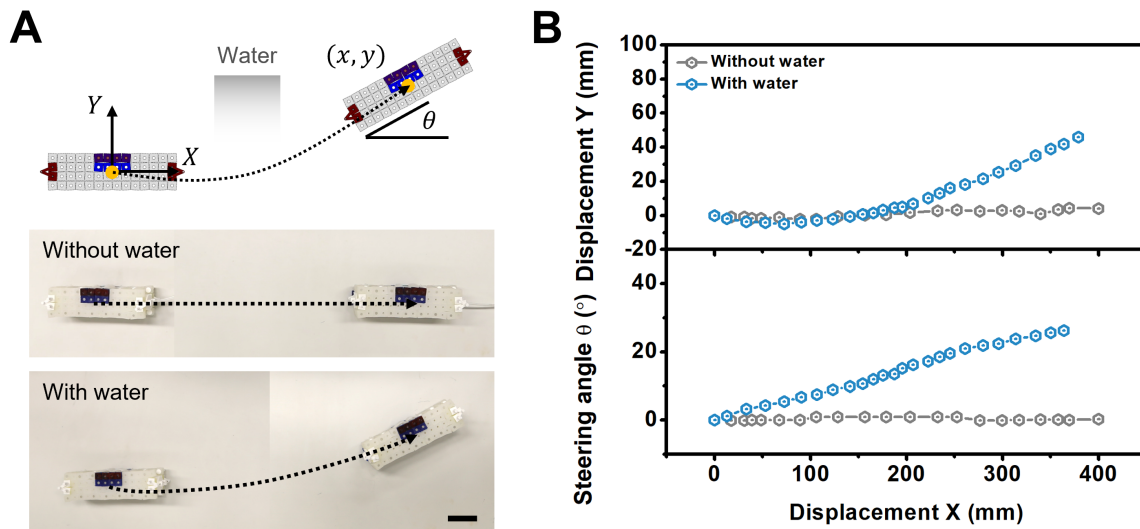 A
Water
(x, y)
Y
X
θ
Without water
With water
B
Displacement Y (mm)
100
80
60
40
20
0
-20
Without water
With water
Steering angle θ (°)
40
20
0
0
100
200
300
400
Displacement X (mm)